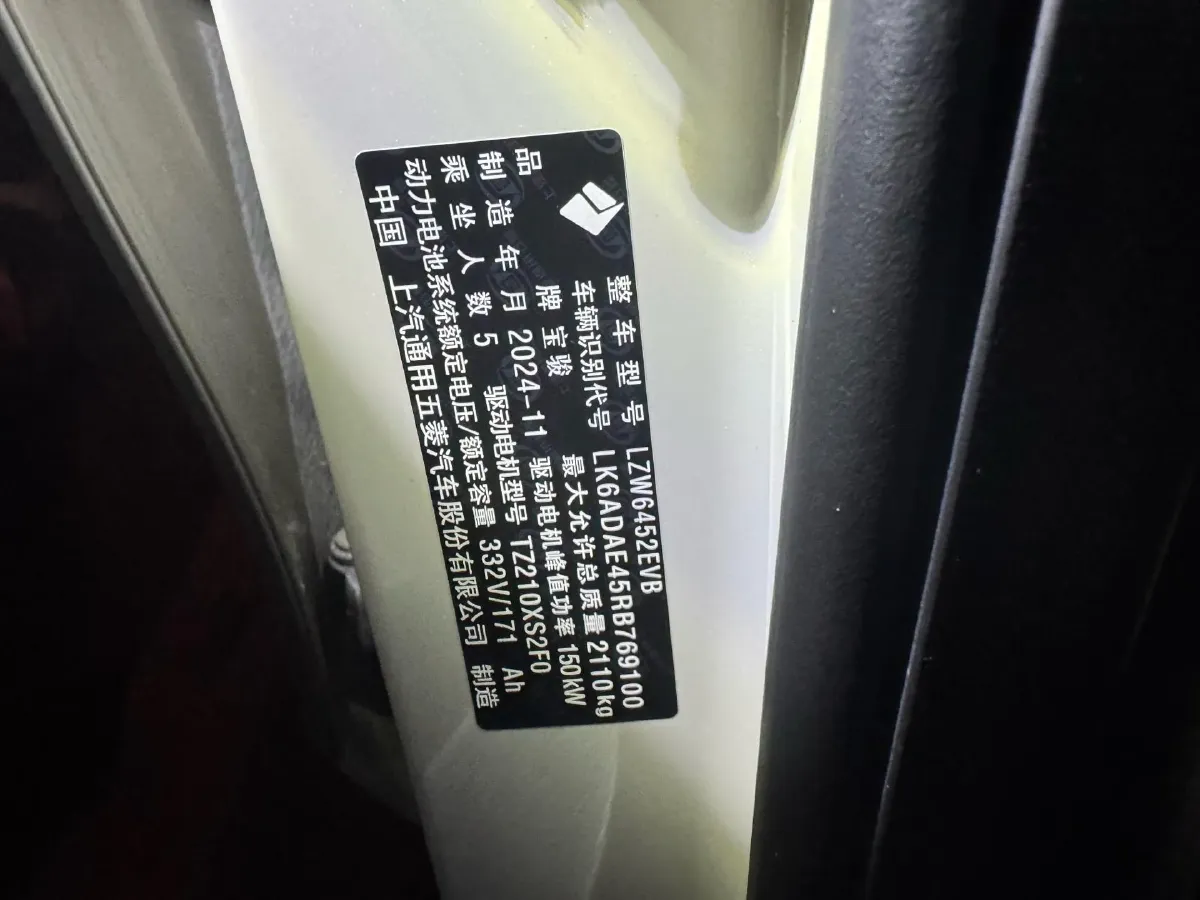 整车型号 LZW6452EVB
车辆识别代号 LK6ADAE45RB769100
品牌 宝骏 最大允许总质量 2110kg
制造年月 2024-11 驱动电机峰值功率 150kW
乘坐人数 5 驱动电机型号 TZ210XS2F0
动力电池系统额定电压/额定容量 332V/171 Ah
中国 上汽通用五菱汽车股份有限公司 制造